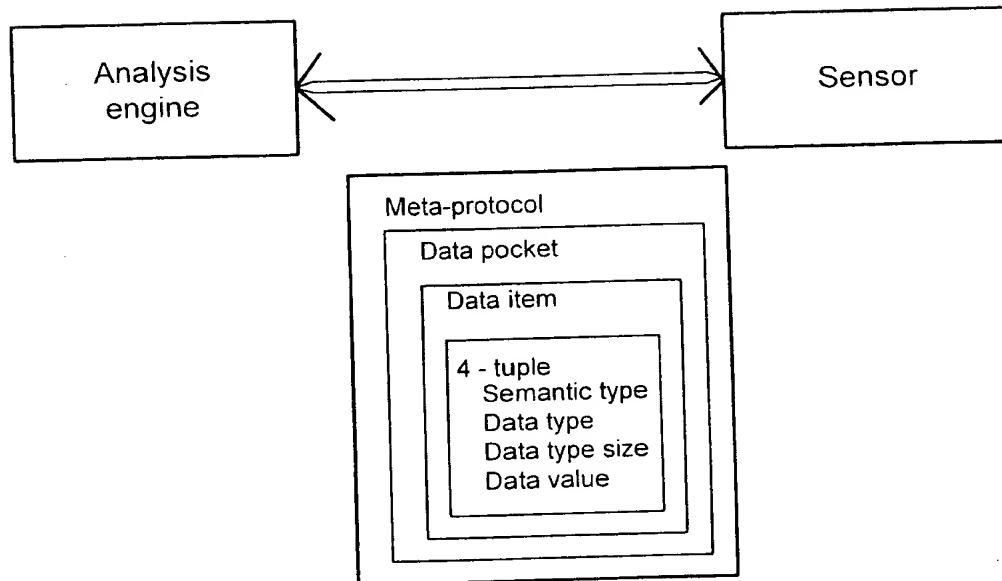 Analysis
engine
Sensor
Meta-protocol
Data pocket
Data item
4 - tuple
Semantic type
Data type
Data type size
Data value